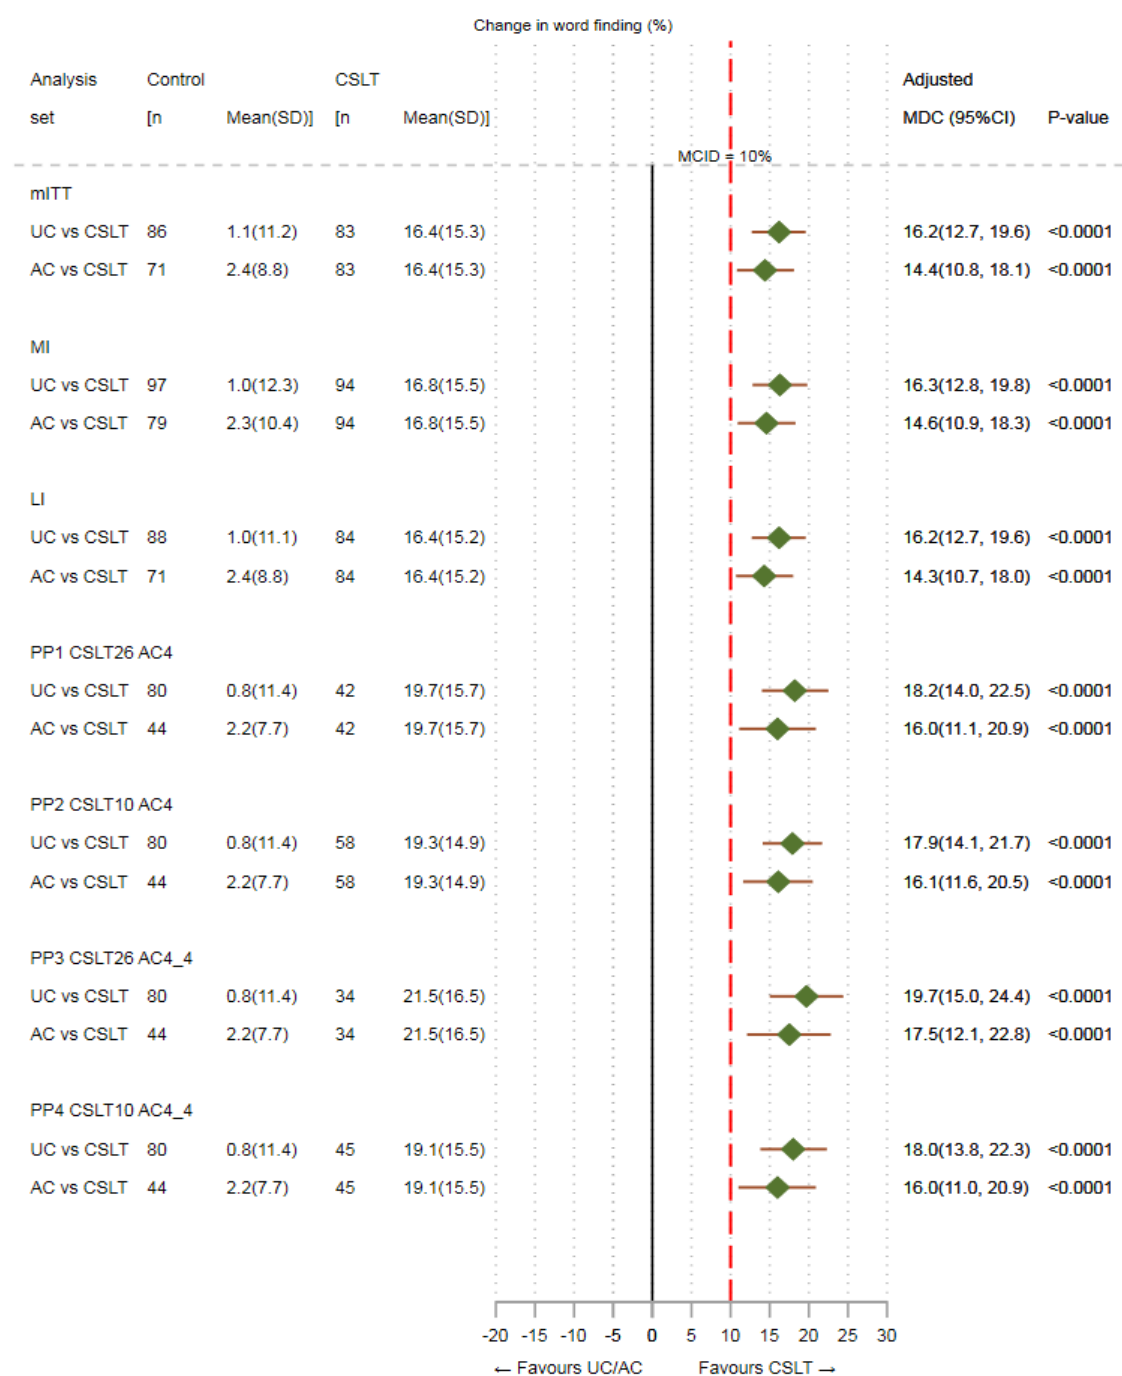 Change in word finding (%)
Analysis Control CSLT Adjusted
set [n Mean(SD)] [n Mean(SD)] MDC (95%CI) P-value
MCID = 10%
mITT
UC vs CSLT 86 1.1(11.2) 83 16.4(15.3) 16.2(12.7, 19.6) <0.0001
AC vs CSLT 71 2.4(8.8) 83 16.4(15.3) 14.4(10.8, 18.1) <0.0001
MI
UC vs CSLT 97 1.0(12.3) 94 16.8(15.5) 16.3(12.8, 19.8) <0.0001
AC vs CSLT 79 2.3(10.4) 94 16.8(15.5) 14.6(10.9, 18.3) <0.0001
LI
UC vs CSLT 88 1.0(11.1) 84 16.4(15.2) 16.2(12.7, 19.6) <0.0001
AC vs CSLT 71 2.4(8.8) 84 16.4(15.2) 14.3(10.7, 18.0) <0.0001
PP1 CSLT26 AC4
UC vs CSLT 80 0.8(11.4) 42 19.7(15.7) 18.2(14.0, 22.5) <0.0001
AC vs CSLT 44 2.2(7.7) 42 19.7(15.7) 16.0(11.1, 20.9) <0.0001
PP2 CSLT10 AC4
UC vs CSLT 80 0.8(11.4) 58 19.3(14.9) 17.9(14.1, 21.7) <0.0001
AC vs CSLT 44 2.2(7.7) 58 19.3(14.9) 16.1(11.6, 20.5) <0.0001
PP3 CSLT26 AC4_4
UC vs CSLT 80 0.8(11.4) 34 21.5(16.5) 19.7(15.0, 24.4) <0.0001
AC vs CSLT 44 2.2(7.7) 34 21.5(16.5) 17.5(12.1, 22.8) <0.0001
PP4 CSLT10 AC4_4
UC vs CSLT 80 0.8(11.4) 45 19.1(15.5) 18.0(13.8, 22.3) <0.0001
AC vs CSLT 44 2.2(7.7) 45 19.1(15.5) 16.0(11.0, 20.9) <0.0001
-20 -15 -10 -5 0 5 10 15 20 25 30
← Favours UC/AC Favours CSLT →